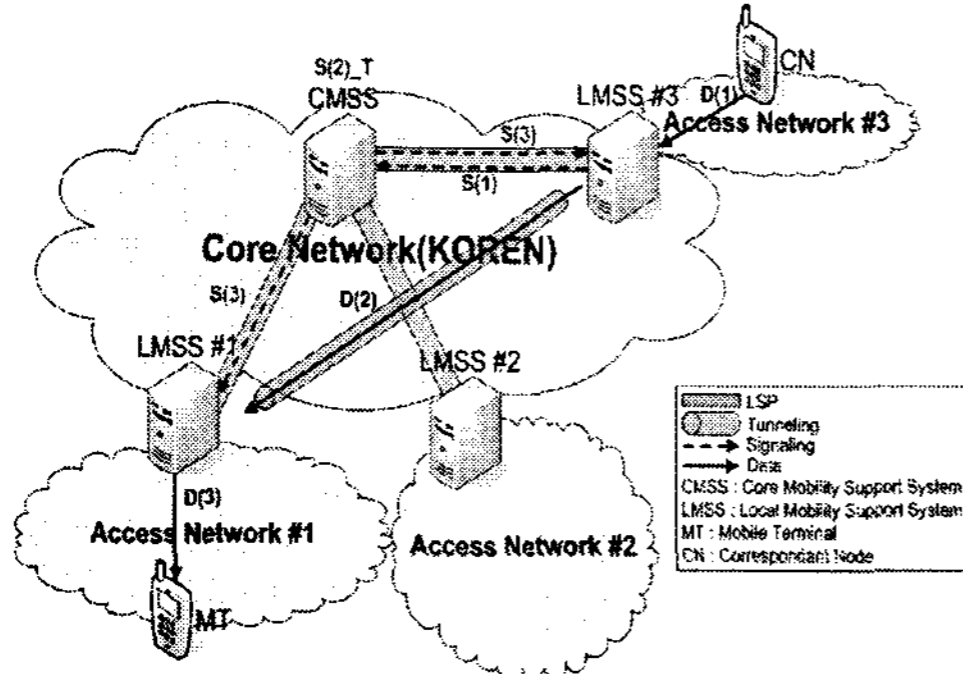 CN
S(2)_T
CMSS
LMSS #3
D(1)
Access Network #3
S(3)
S(1)
Core Network(KOREN)
S(3)
D(2)
LMSS #1
LMSS #2
LSP
Tunneling
Signaling
Data
CMSS : Core Mobility Support System
LMSS : Local Mobility Support System
MT : Mobile Terminal
CN : Correspondant Node
D(3)
Access Network #1
Access Network #2
MT